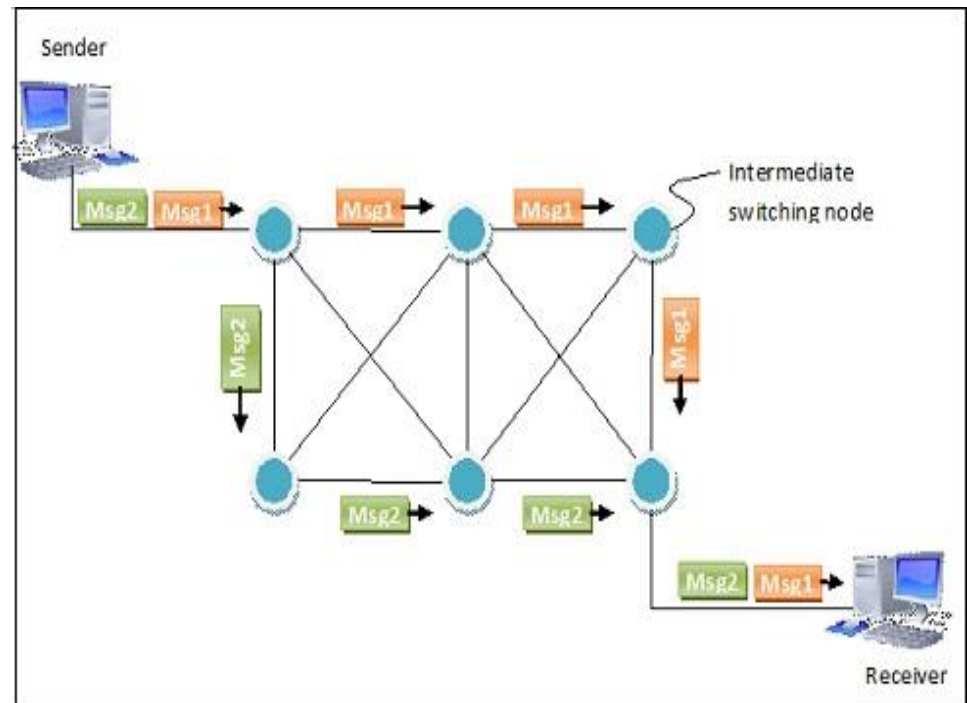 Sender
Msg2
Msg1
Msg1
Msg1
Intermediate
switching node
Msg2
Msg1
Msg2
Msg2
Msg2
Msg1
Receiver